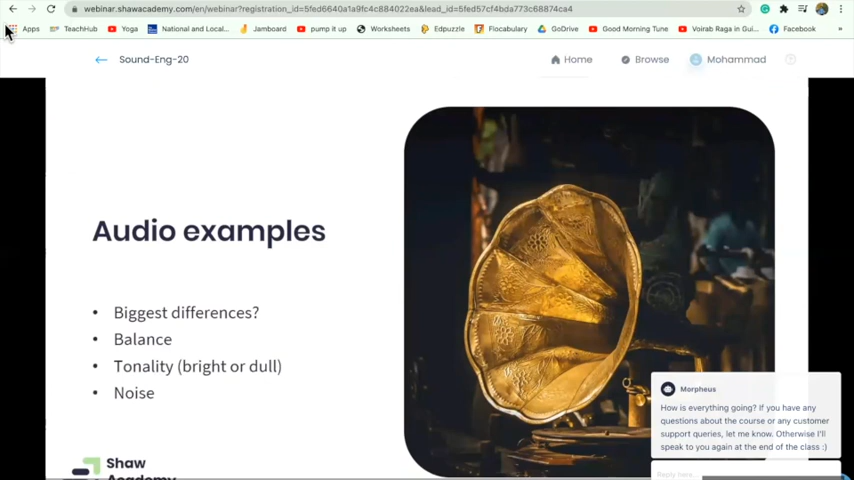 webinar.shawacademy.com/en/webinar?registration_id=5fed6640a1a9fc4c884022ea&lead_id=5fed57cf4bda773c68874ca4
Apps TeachHub Yoga National and Local... Jamboard pump it up Worksheets Edpuzzle Flocabulary GoDrive Good Morning Tune Voirab Raga in Gui... Facebook »
Sound-Eng-20 Home Browse Mohammad
Audio examples
• Biggest differences?
• Balance
• Tonality (bright or dull)
• Noise
Morpheus
How is everything going? If you have any
questions about the course or any customer
support queries, let me know. Otherwise I'll
speak to you again at the end of the class :)
Reply here...
Shaw
Academy